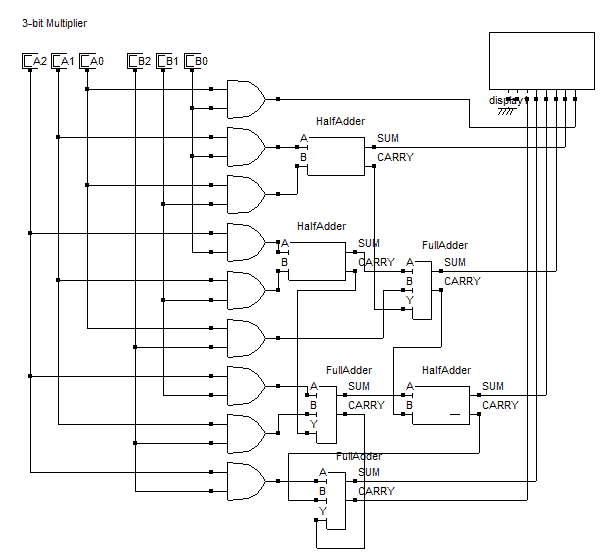 3-bit Multiplier
A2 A1 A0 B2 B1 B0
display
HalfAdder
A SUM
B CARRY
HalfAdder
A SUM
B CARRY
FullAdder
A SUM
B CARRY
Y
FullAdder
A SUM
B CARRY
Y
HalfAdder
A SUM
B CARRY
FullAdder
A SUM
B CARRY
Y